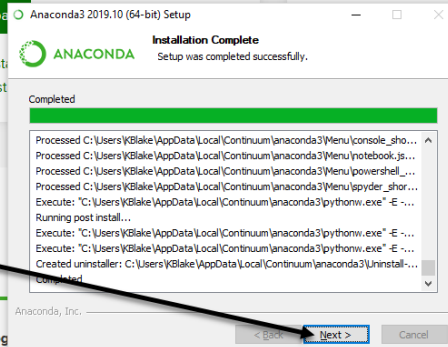 Anaconda3 2019.10 (64-bit) Setup
ANACONDA
Installation Complete
Setup was completed successfully.
Completed
Processed C:\Users\KBlake\AppData\Local\Continuum\anaconda3\Menu\console_sho...
Processed C:\Users\KBlake\AppData\Local\Continuum\anaconda3\Menu\notebook.js...
Processed C:\Users\KBlake\AppData\Local\Continuum\anaconda3\Menu\powershell_...
Processed C:\Users\KBlake\AppData\Local\Continuum\anaconda3\Menu\spyder_shor...
Execute: "C:\Users\KBlake\AppData\Local\Continuum\anaconda3\pythonw.exe" -E -...
Running post install...
Execute: "C:\Users\KBlake\AppData\Local\Continuum\anaconda3\pythonw.exe" -E -...
Execute: "C:\Users\KBlake\AppData\Local\Continuum\anaconda3\pythonw.exe" -E -...
Created uninstaller: C:\Users\KBlake\AppData\Local\Continuum\anaconda3\Uninstall-...
Completed
Anaconda, Inc.
< Back Next > Cancel